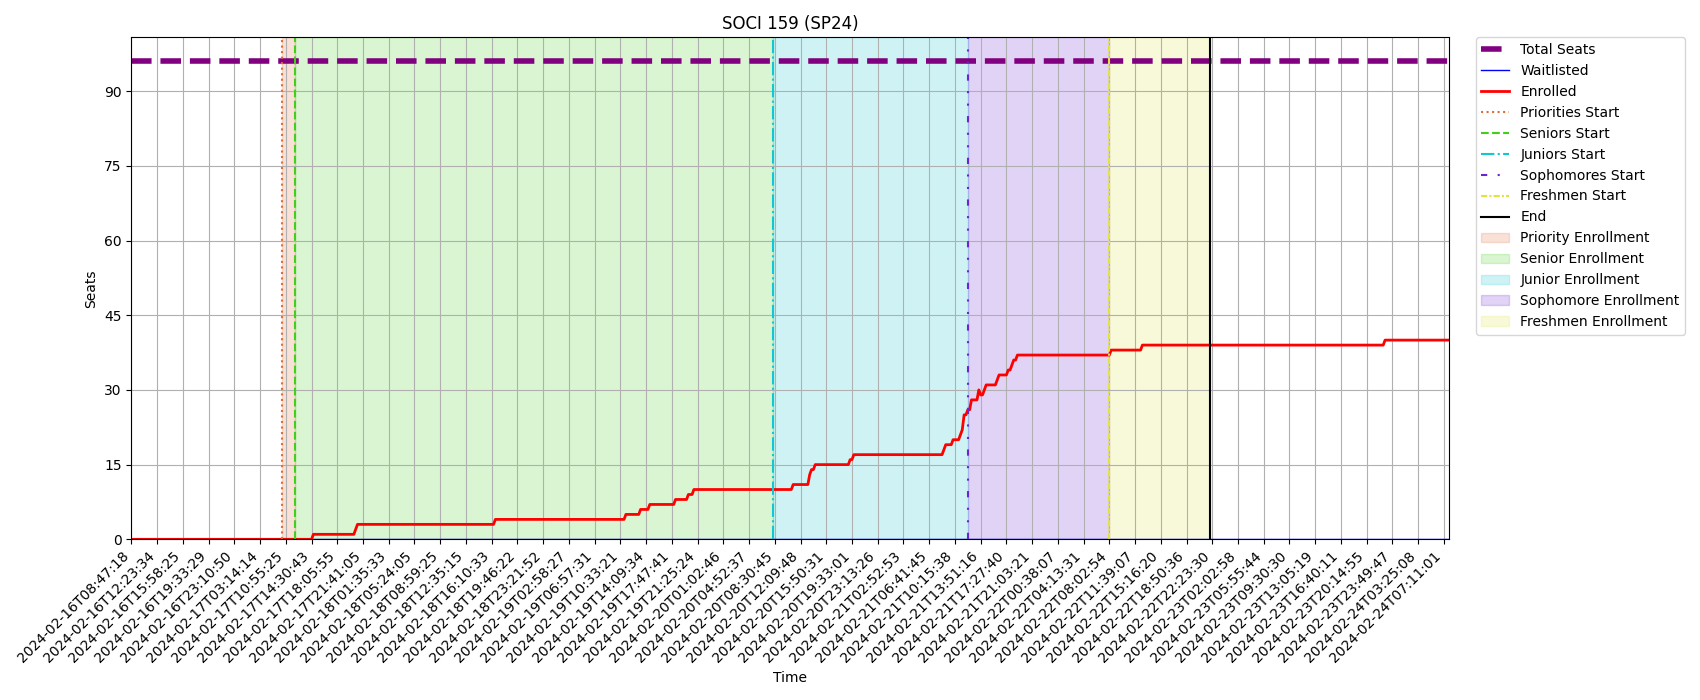 SOCI 159 (SP24)
Seats
90
75
60
45
30
15
0
2024-02-16T08:47:18
2024-02-16T12:23:34
2024-02-16T15:58:25
2024-02-16T19:33:29
2024-02-16T23:10:50
2024-02-17T03:14:14
2024-02-17T10:55:25
2024-02-17T14:30:43
2024-02-17T18:05:55
2024-02-17T21:41:05
2024-02-18T01:35:33
2024-02-18T05:24:05
2024-02-18T08:59:25
2024-02-18T12:35:15
2024-02-18T16:10:33
2024-02-18T19:46:22
2024-02-18T23:21:52
2024-02-19T02:58:27
2024-02-19T06:57:31
2024-02-19T10:33:21
2024-02-19T14:09:34
2024-02-19T17:47:41
2024-02-19T21:25:24
2024-02-20T01:02:46
2024-02-20T04:52:37
2024-02-20T08:30:45
2024-02-20T12:09:48
2024-02-20T15:50:31
2024-02-20T19:33:01
2024-02-20T23:13:26
2024-02-21T02:52:53
2024-02-21T06:41:45
2024-02-21T10:15:38
2024-02-21T13:51:16
2024-02-21T17:27:40
2024-02-21T21:03:21
2024-02-22T00:38:07
2024-02-22T04:13:31
2024-02-22T08:02:54
2024-02-22T11:39:07
2024-02-22T15:16:20
2024-02-22T18:50:36
2024-02-22T22:23:30
2024-02-23T02:02:58
2024-02-23T05:55:44
2024-02-23T09:30:30
2024-02-23T13:05:19
2024-02-23T16:40:11
2024-02-23T20:14:55
2024-02-23T23:49:47
2024-02-24T03:25:08
2024-02-24T07:11:01
Time
Total Seats
Waitlisted
Enrolled
Priorities Start
Seniors Start
Juniors Start
Sophomores Start
Freshmen Start
End
Priority Enrollment
Senior Enrollment
Junior Enrollment
Sophomore Enrollment
Freshmen Enrollment